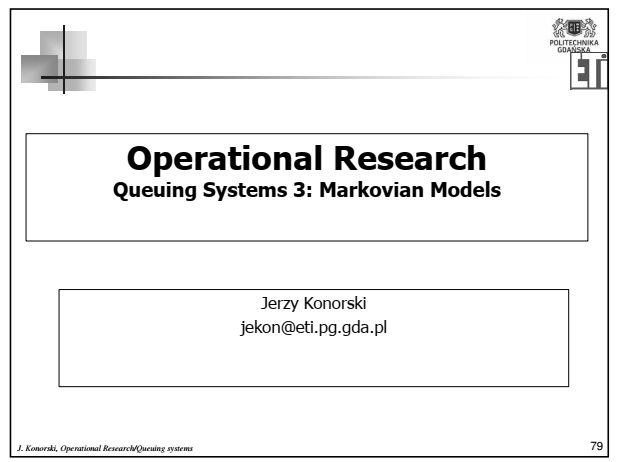 POLITECHNIKA
GDAŃSKA
ETi
Operational Research
Queuing Systems 3: Markovian Models
Jerzy Konorski
jekon@eti.pg.gda.pl
J. Konorski, Operational Research/Queuing systems
79